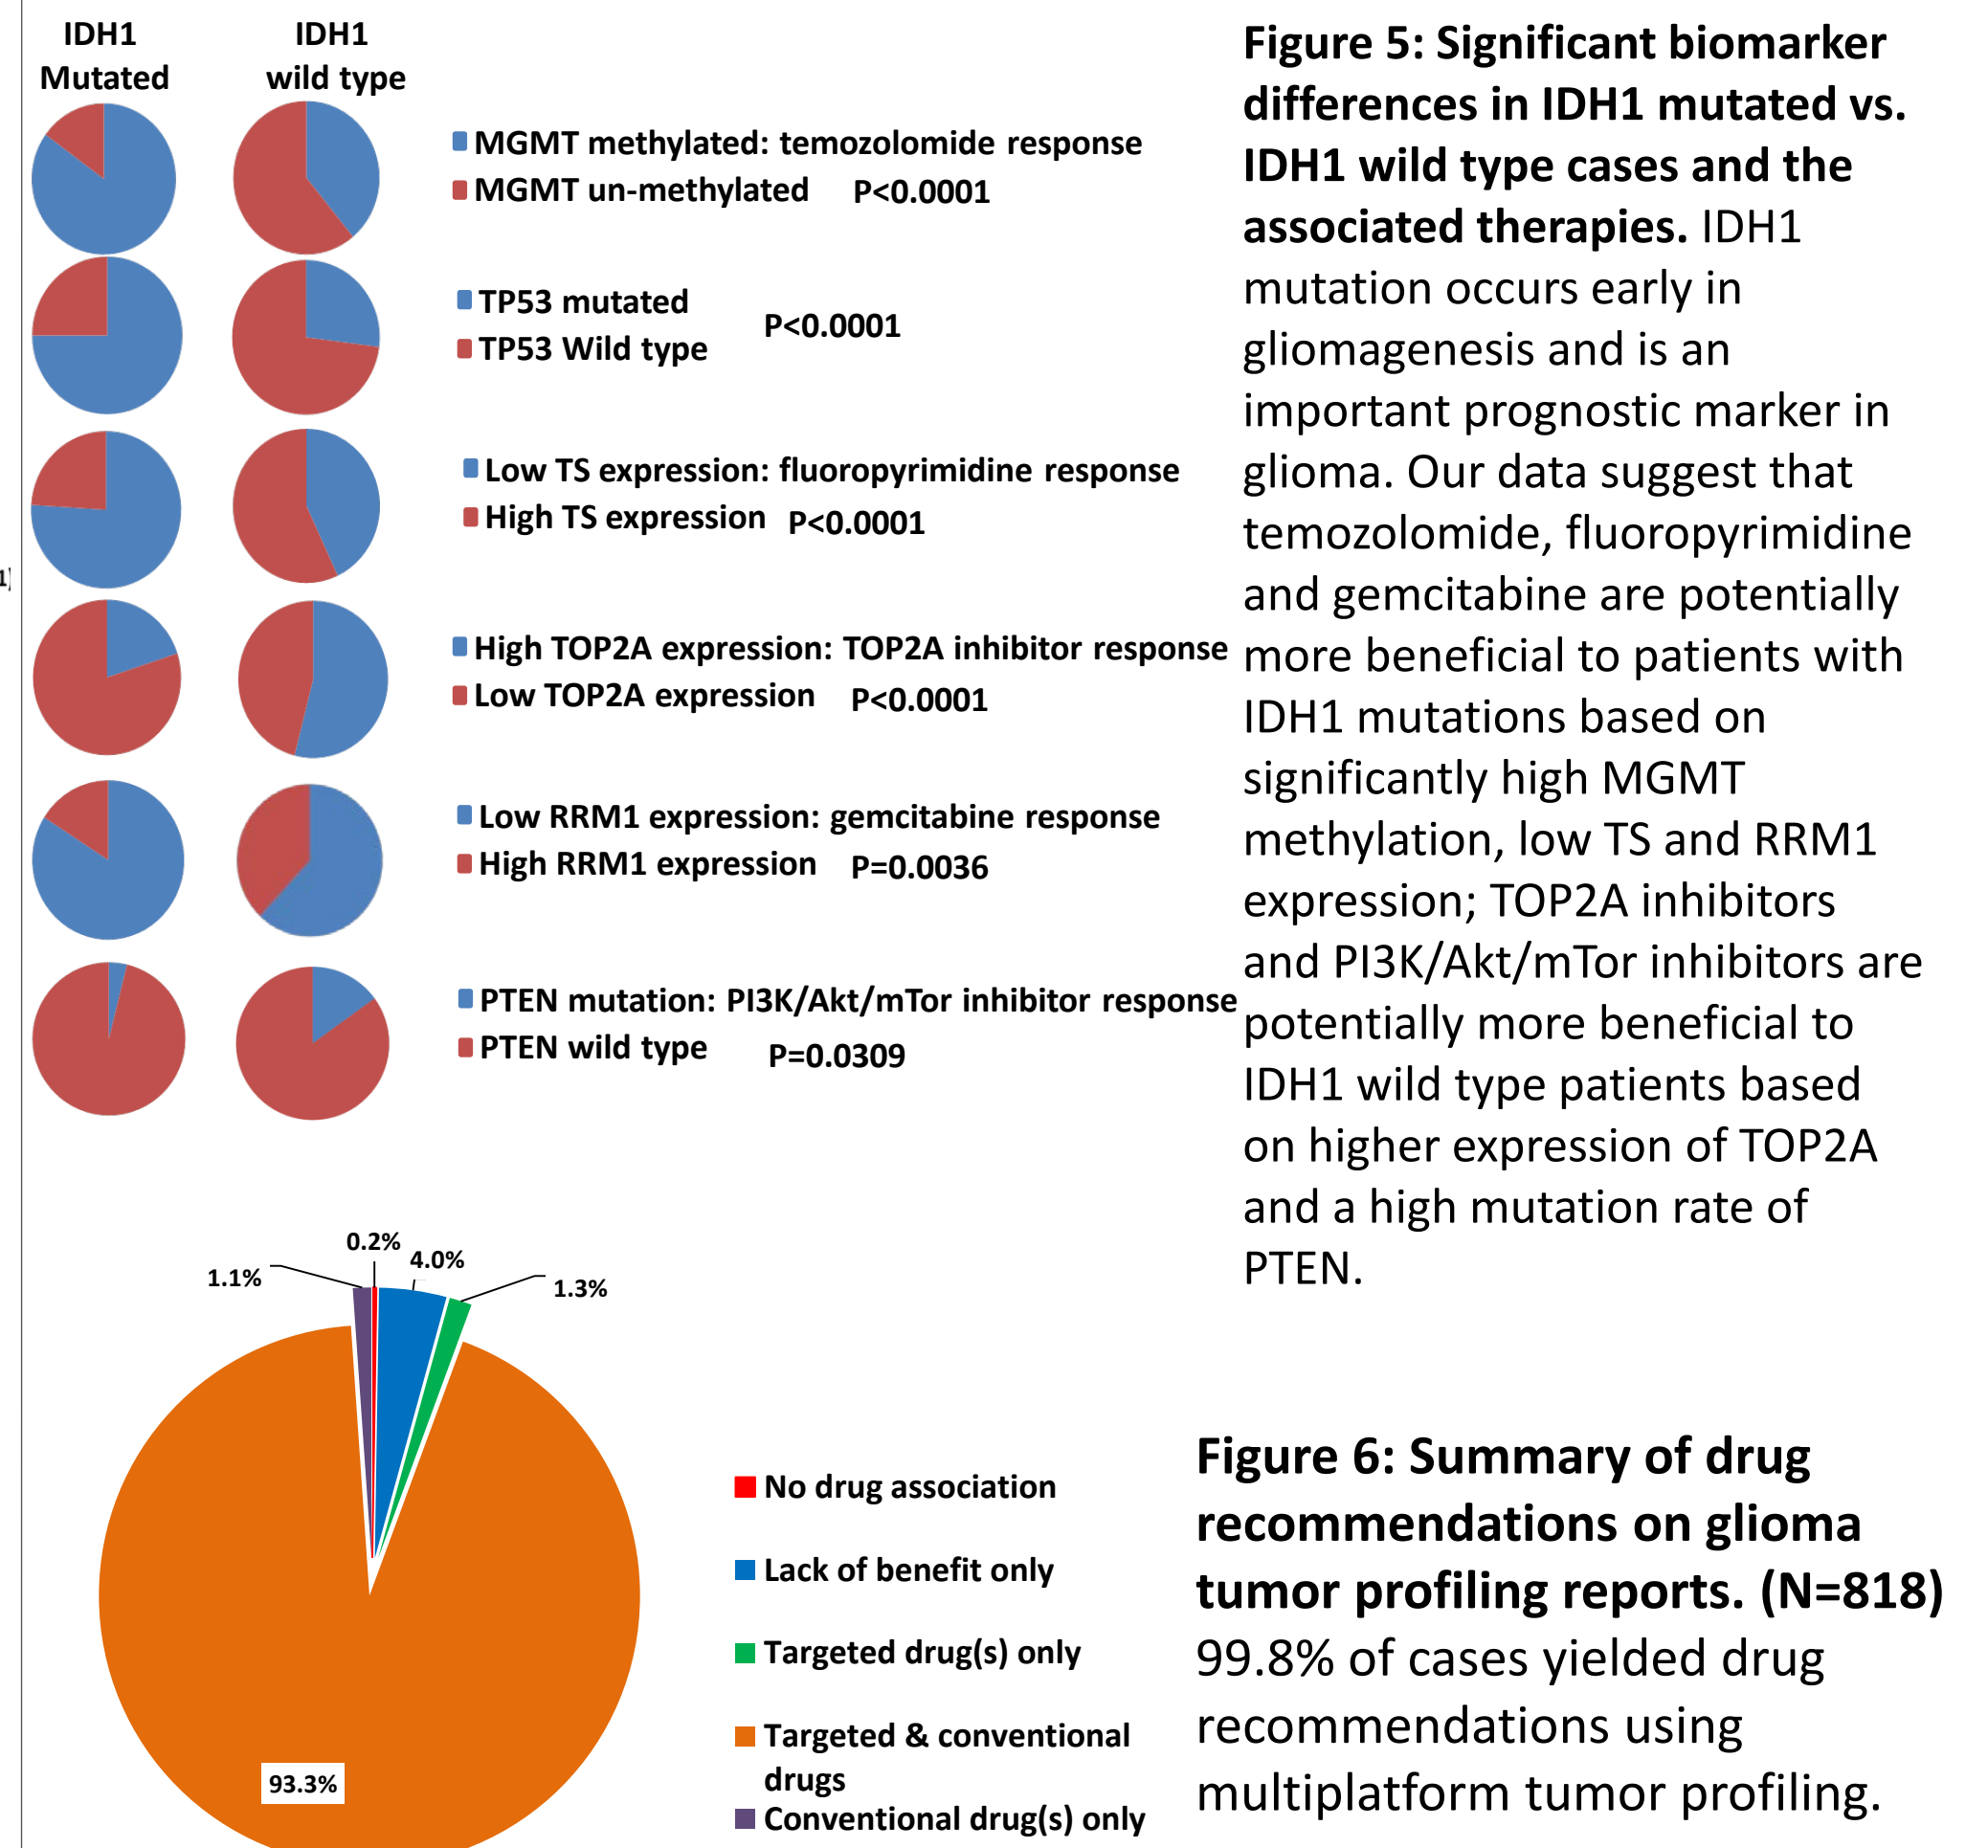 IDH1
Mutated
IDH1
wild type
MGMT methylated: temozolomide response
MGMT un-methylated P<0.0001
TP53 mutated
TP53 Wild type
P<0.0001
Low TS expression: fluoropyrimidine response
High TS expression P<0.0001
1)
High TOP2A expression: TOP2A inhibitor response
Low TOP2A expression P<0.0001
Low RRM1 expression: gemcitabine response
High RRM1 expression P=0.0036
PTEN mutation: PI3K/Akt/mTor inhibitor response
PTEN wild type P=0.0309
Figure 5: Significant biomarker
differences in IDH1 mutated vs.
IDH1 wild type cases and the
associated therapies. IDH1
mutation occurs early in
gliomagenesis and is an
important prognostic marker in
glioma. Our data suggest that
temozolomide, fluoropyrimidine
and gemcitabine are potentially
more beneficial to patients with
IDH1 mutations based on
significantly high MGMT
methylation, low TS and RRM1
expression; TOP2A inhibitors
and PI3K/Akt/mTor inhibitors are
potentially more beneficial to
IDH1 wild type patients based
on higher expression of TOP2A
and a high mutation rate of
PTEN.
1.1%
0.2%
4.0%
1.3%
93.3%
No drug association
Lack of benefit only
Targeted drug(s) only
Targeted & conventional
drugs
Conventional drug(s) only
Figure 6: Summary of drug
recommendations on glioma
tumor profiling reports. (N=818)
99.8% of cases yielded drug
recommendations using
multiplatform tumor profiling.